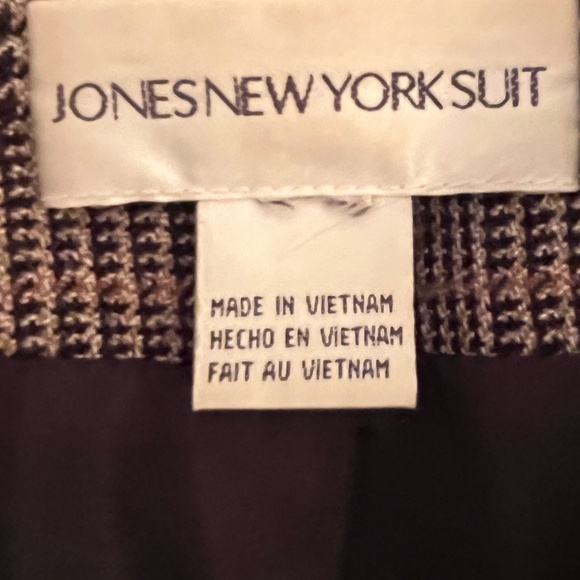 JONES NEW YORK SUIT
MADE IN VIETNAM
HECHO EN VIETNAM
FAIT AU VIETNAM